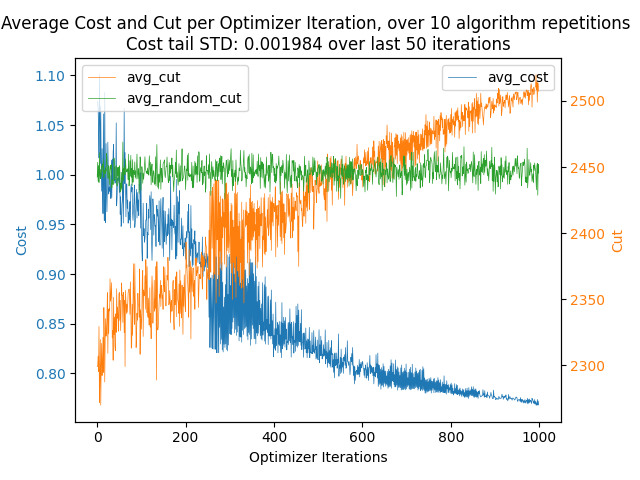 Average Cost and Cut per Optimizer Iteration, over 10 algorithm repetitions
Cost tail STD: 0.001984 over last 50 iterations
avg_cut
avg_random_cut
avg_cost
1.10
1.05
1.00
0.95
0.90
0.85
0.80
Cost
2500
2450
2400
2350
2300
Cut
0
200
400
600
800
1000
Optimizer Iterations